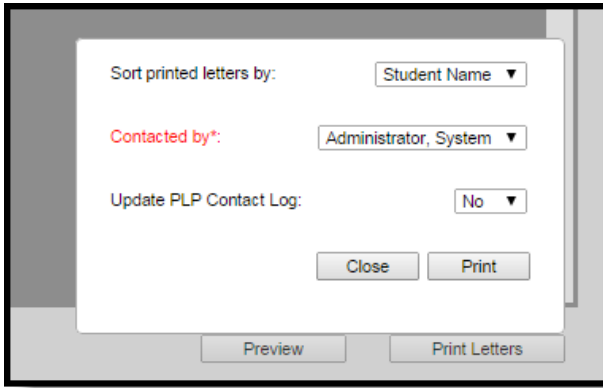 Sort printed letters by: Student Name ▼
Contacted by*: Administrator, System ▼
Update PLP Contact Log: No ▼
Close Print
Preview Print Letters